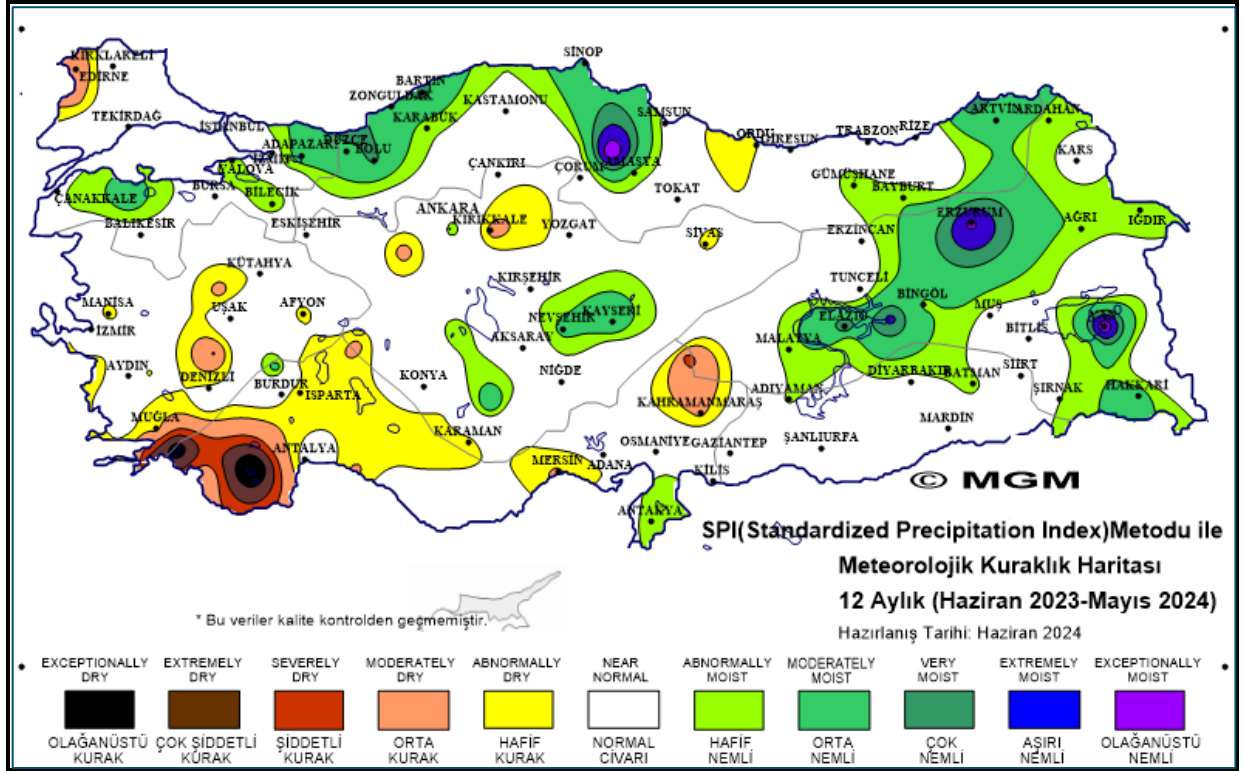 SİNOP
KIRKLARELİ
EDİRNE
BARTIN
ZONGULDAK
KASTAMONU
KARABÜK
SAMSUN
ARTVİN
ARDAHAN
TEKİRDAĞ
İSTANBUL
ADAPAZARI
DÜZCE
BOLU
ORDU
GİRESUN
TRABZON
RİZE
KARS
YALOVA
BURSA
BİLECİK
ÇANKIRI
ÇORUM
AMASYA
TOKAT
GÜMÜŞHANE
BAYBURT
ÇANAKKALE
BALIKESİR
ESKİŞEHİR
ANKARA
KIRIKKALE
YOZGAT
SİVAS
ERZİNCAN
ERZURUM
AĞRI
IĞDIR
KÜTAHYA
KIRŞEHİR
TUNCELİ
BİNGÖL
MUŞ
MANİSA
UŞAK
AFYON
NEVŞEHİR
KAYSERİ
ELAZIĞ
VAN
İZMİR
AKSARAY
MALATYA
BİTLİS
AYDIN
DENİZLİ
BURDUR
ISPARTA
KONYA
NİĞDE
ADIYAMAN
DİYARBAKIR
BATMAN
SİİRT
ŞIRNAK
HAKKARİ
MUĞLA
KAHRAMANMARAŞ
ANTALYA
KARAMAN
MERSİN
ADANA
OSMANİYE
GAZİANTEP
ŞANLIURFA
MARDİN
KİLİS
ANTAKYA
© MGM
SPI(Standardized Precipitation Index)Metodu ile
Meteorolojik Kuraklık Haritası
12 Aylık (Haziran 2023-Mayıs 2024)
Hazırlanış Tarihi: Haziran 2024
* Bu veriler kalite kontrolden geçmemiştir.
EXCEPTIONALLY DRY
EXTREMELY DRY
SEVERELY DRY
MODERATELY DRY
ABNORMALLY DRY
NEAR NORMAL
ABNORMALLY MOIST
MODERATELY MOIST
VERY MOIST
EXTREMELY MOIST
EXCEPTIONALLY MOIST
OLAĞANÜSTÜ KURAK
ÇOK ŞİDDETLİ KURAK
ŞİDDETLİ KURAK
ORTA KURAK
HAFİF KURAK
NORMAL CİVARI
HAFİF NEMLİ
ORTA NEMLİ
ÇOK NEMLİ
AŞIRI NEMLİ
OLAĞANÜSTÜ NEMLİ